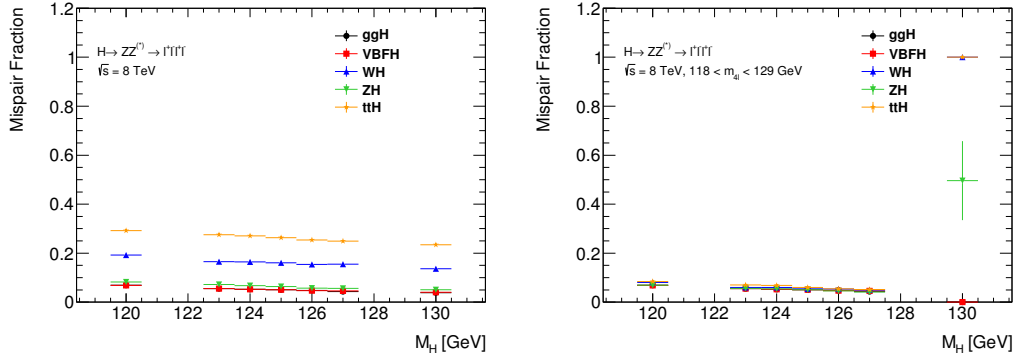 Mispair Fraction
1.2
1
0.8
0.6
0.4
0.2
0
H→ ZZ(*) → l+l-l+l-
√s = 8 TeV
ggH
VBFH
WH
ZH
ttH
120 122 124 126 128 130
M_H [GeV]
Mispair Fraction
1.2
1
0.8
0.6
0.4
0.2
0
H→ ZZ(*) → l+l-l+l-
√s = 8 TeV, 118 < m_4l < 129 GeV
ggH
VBFH
WH
ZH
ttH
120 122 124 126 128 130
M_H [GeV]